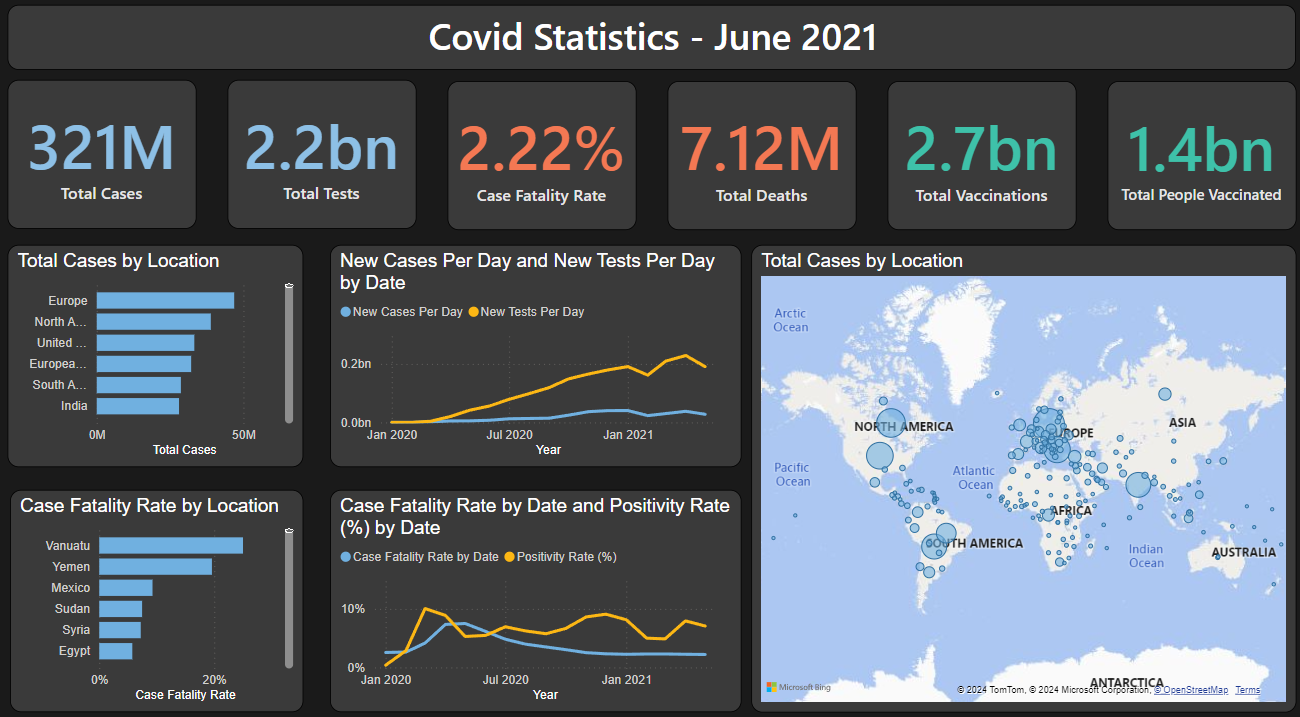 Covid Statistics - June 2021
321M
Total Cases
2.2bn
Total Tests
2.22%
Case Fatality Rate
7.12M
Total Deaths
2.7bn
Total Vaccinations
1.4bn
Total People Vaccinated
Total Cases by Location
Europe
North A...
United ...
Europea...
South A...
India
0M
50M
Total Cases
New Cases Per Day and New Tests Per Day
by Date
New Cases Per Day
New Tests Per Day
0.2bn
0.0bn
Jan 2020
Jul 2020
Jan 2021
Year
Total Cases by Location
Arctic
Ocean
NORTH AMERICA
EUROPE
ASIA
Pacific
Ocean
Atlantic
Ocean
AFRICA
SOUTH AMERICA
Indian
Ocean
AUSTRALIA
ANTARCTICA
Microsoft Bing
© 2024 TomTom, © 2024 Microsoft Corporation, © OpenStreetMap Terms
Case Fatality Rate by Location
Vanuatu
Yemen
Mexico
Sudan
Syria
Egypt
0%
20%
Case Fatality Rate
Case Fatality Rate by Date and Positivity Rate
(%) by Date
Case Fatality Rate by Date
Positivity Rate (%)
10%
0%
Jan 2020
Jul 2020
Jan 2021
Year